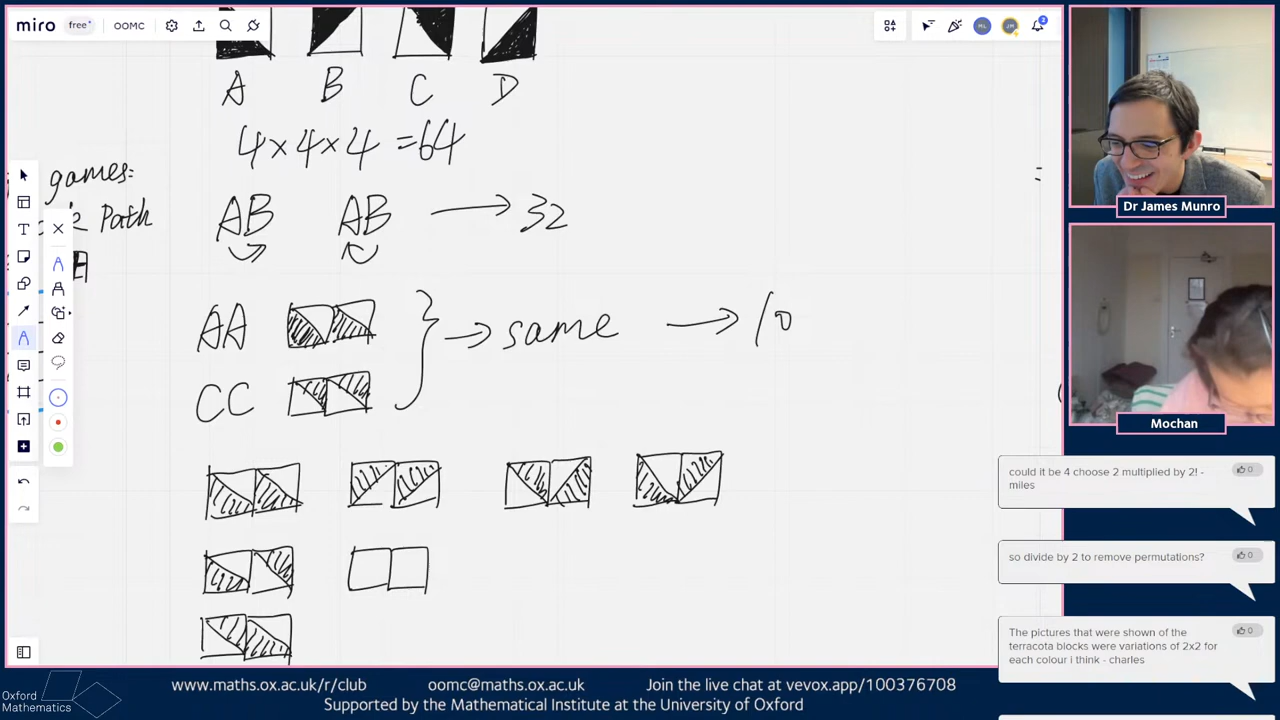 miro free OOMC
A B C D
4×4×4 =64
games:
Path
AB AB → 32
AA
→ same → 10
CC
Dr James Munro
Mochan
could it be 4 choose 2 multiplied by 2! -
miles
0
so divide by 2 to remove permutations?
0
The pictures that were shown of the
terracota blocks were variations of 2x2 for
each colour i think - charles
0
Oxford
Mathematics
www.maths.ox.ac.uk/r/club oomc@maths.ox.ac.uk Join the live chat at vevox.app/100376708
Supported by the Mathematical Institute at the University of Oxford